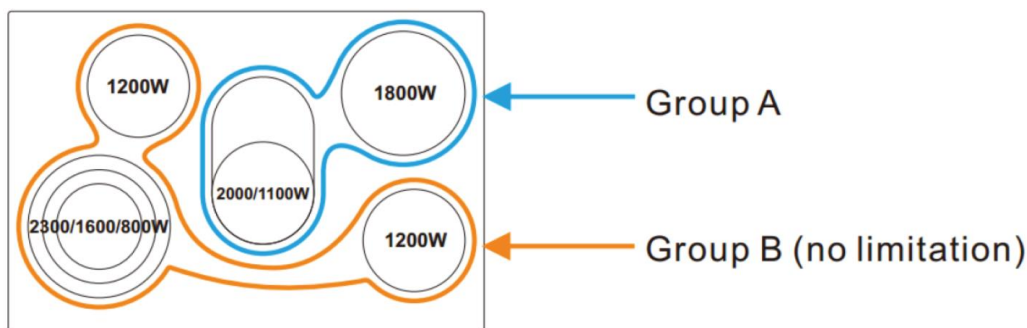 1200W
1800W
Group A
2000/1100W
2300/1600/800W
1200W
Group B (no limitation)